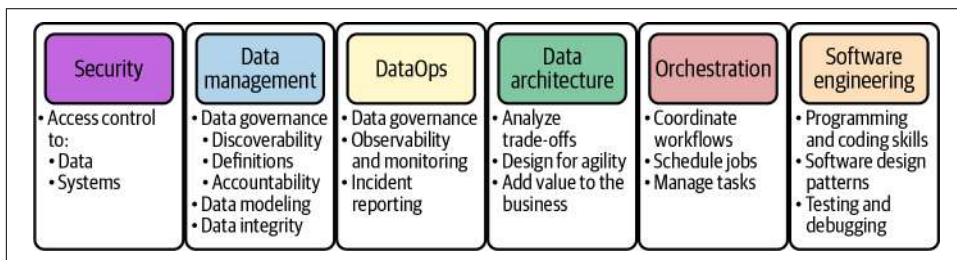 Security
• Access control
to:
• Data
• Systems
Data
management
• Data governance
• Discoverability
• Definitions
• Accountability
• Data modeling
• Data integrity
DataOps
• Data governance
• Observability
and monitoring
• Incident
reporting
Data
architecture
• Analyze
trade-offs
• Design for agility
• Add value to the
business
Orchestration
• Coordinate
workflows
• Schedule jobs
• Manage tasks
Software
engineering
• Programming
and coding skills
• Software design
patterns
• Testing and
debugging